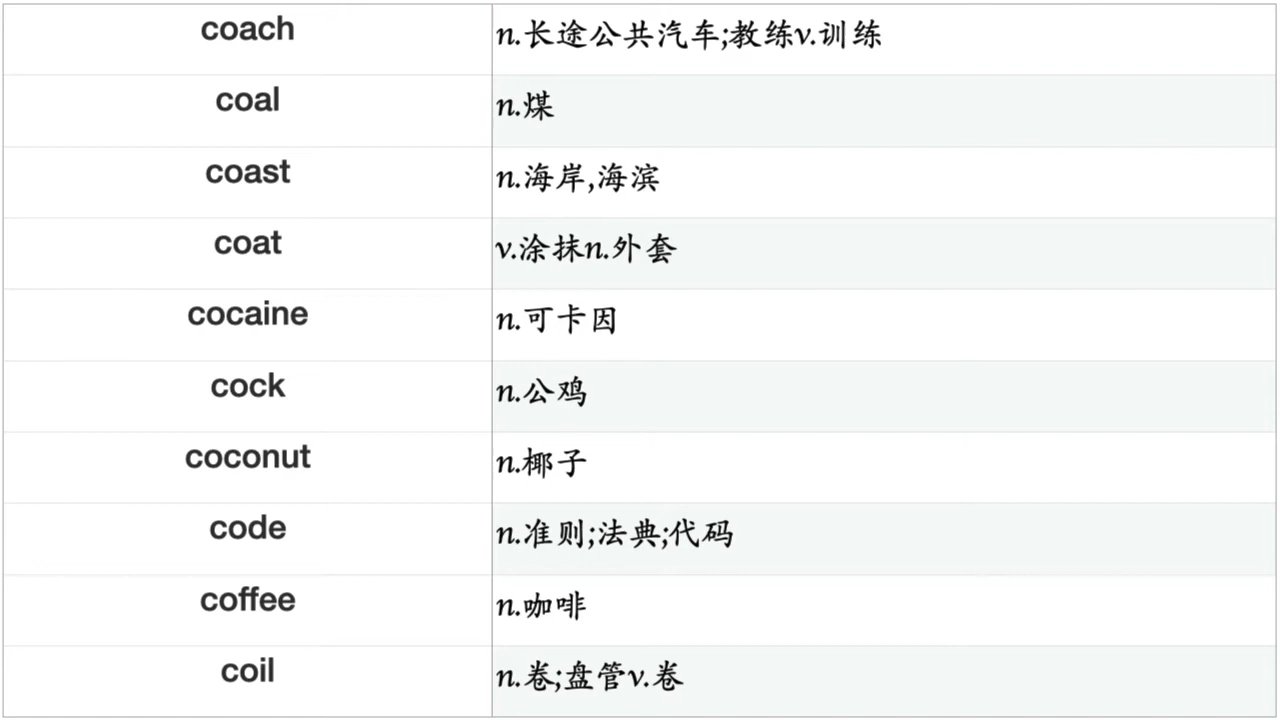 coach n.长途公共汽车;教练v.训练
coal n.煤
coast n.海岸,海滨
coat v.涂抹n.外套
cocaine n.可卡因
cock n.公鸡
coconut n.椰子
code n.准则;法典;代码
coffee n.咖啡
coil n.卷;盘管v.卷